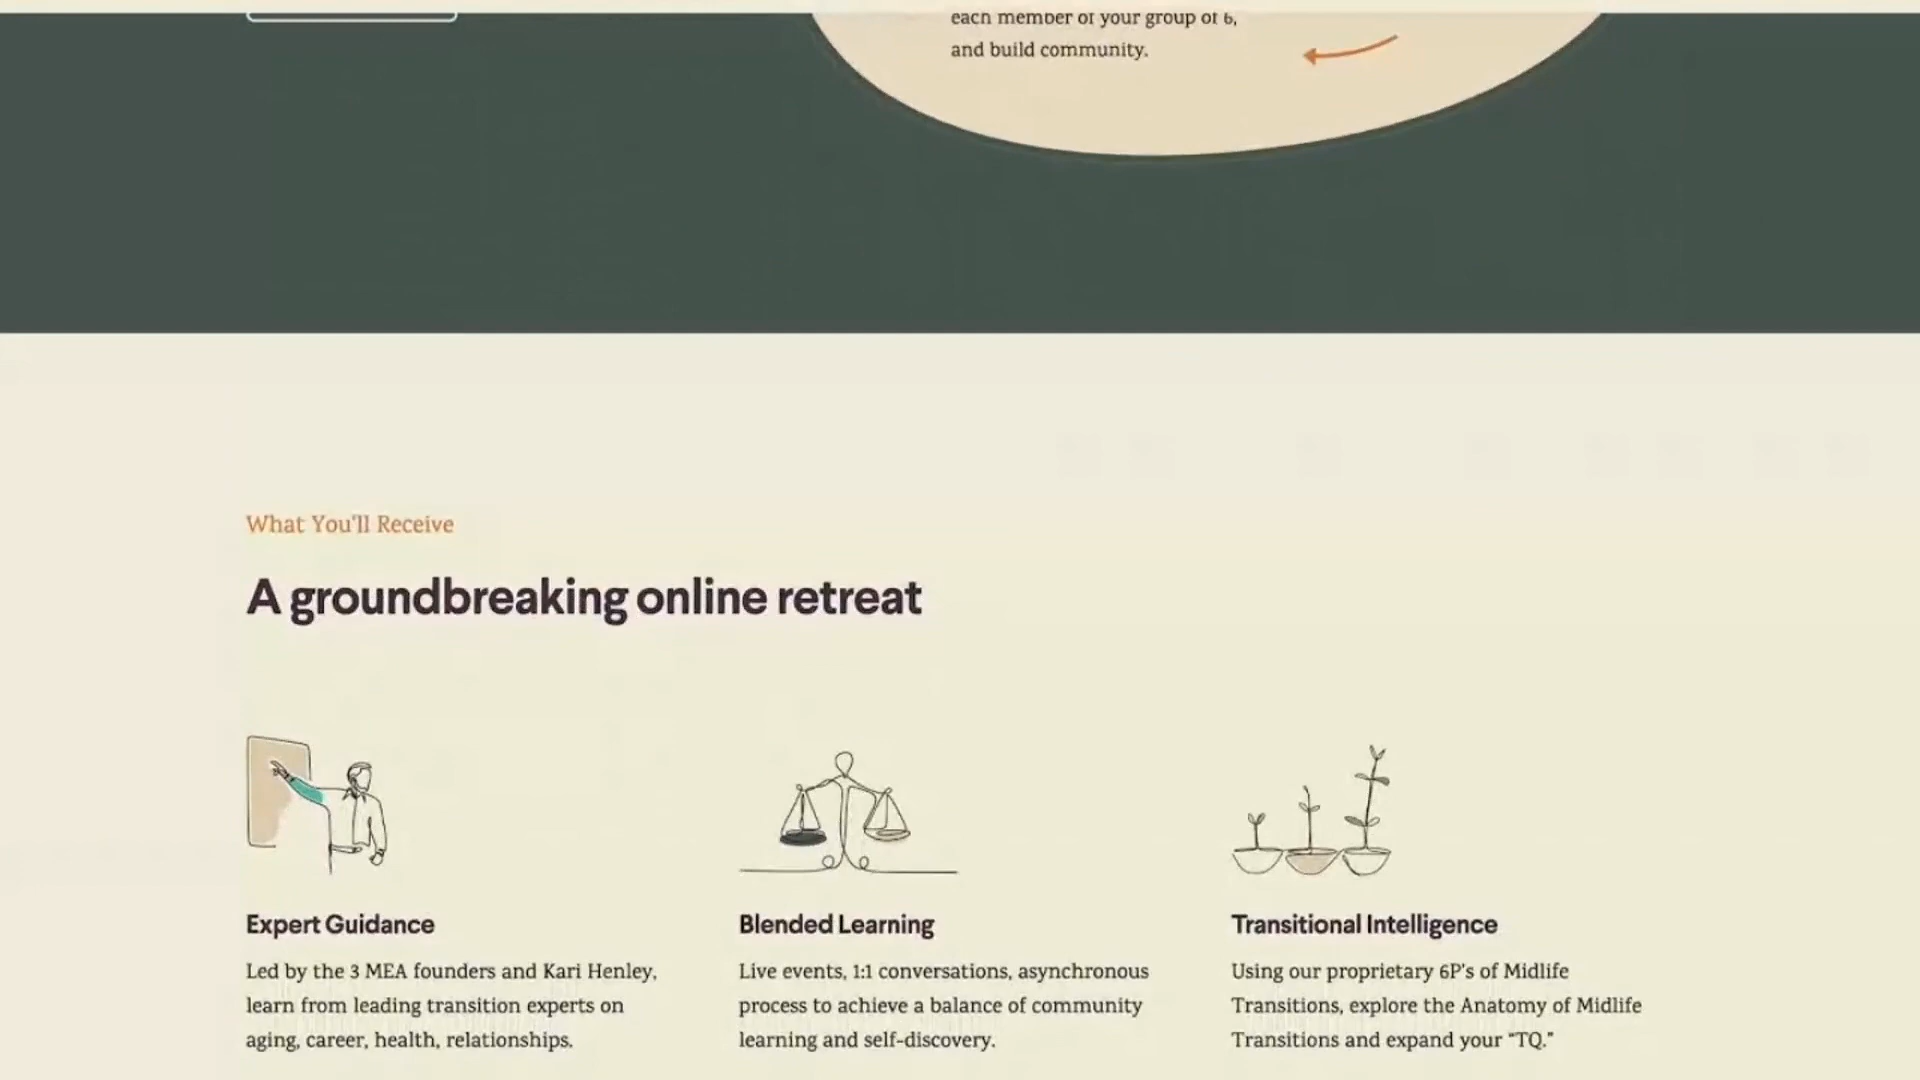 each member of your group of 6,
and build community.
What You'll Receive
A groundbreaking online retreat
Expert Guidance
Led by the 3 MEA founders and Kari Henley,
learn from leading transition experts on
aging, career, health, relationships.
Blended Learning
Live events, 1:1 conversations, asynchronous
process to achieve a balance of community
learning and self-discovery.
Transitional Intelligence
Using our proprietary 6P's of Midlife
Transitions, explore the Anatomy of Midlife
Transitions and expand your "TQ."